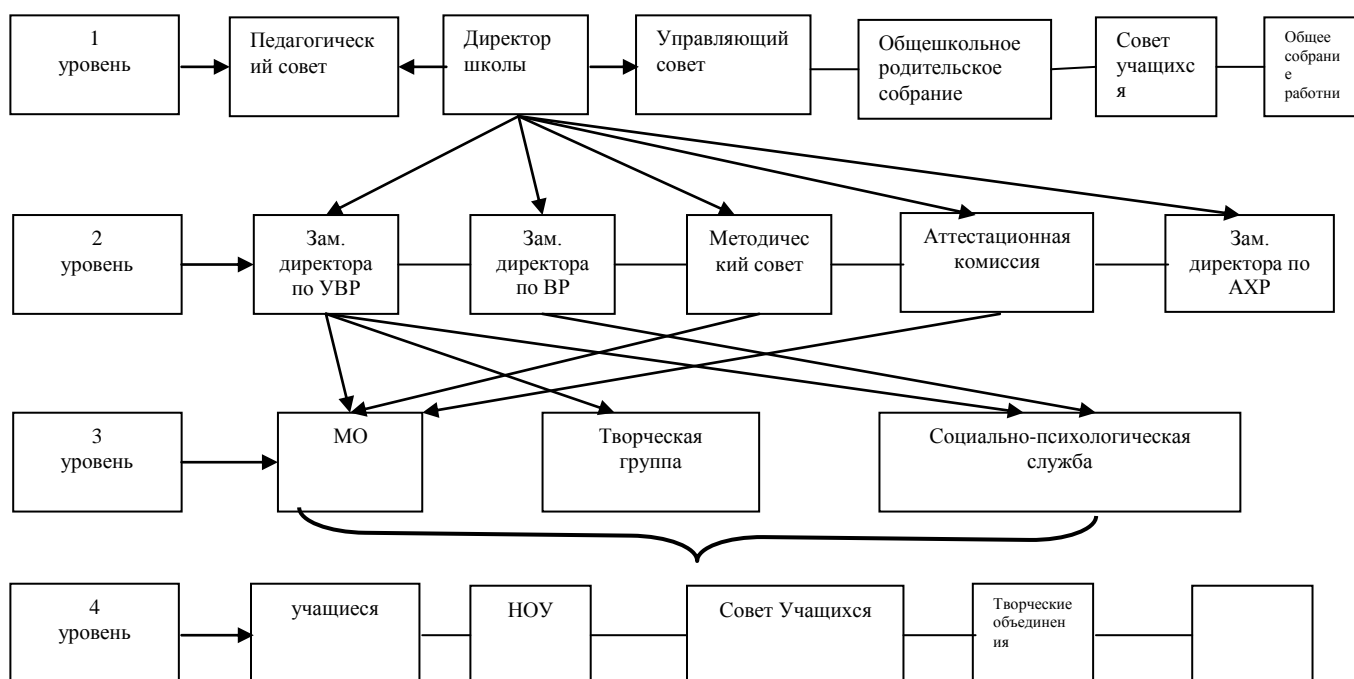 1
уровень
Педагогическ
ий совет
Директор
школы
Управляющий
совет
Общешкольное
родительское
собрание
Совет
учащихс
я
Общее
собрани
е
работни
2
уровень
Зам.
директора
по УВР
Зам.
директора
по ВР
Методичес
кий совет
Аттестационная
комиссия
Зам.
директора по
АХР
3
уровень
МО
Творческая
группа
Социально-психологическая
служба
4
уровень
учащиеся
НОУ
Совет Учащихся
Творческие
объединен
ия